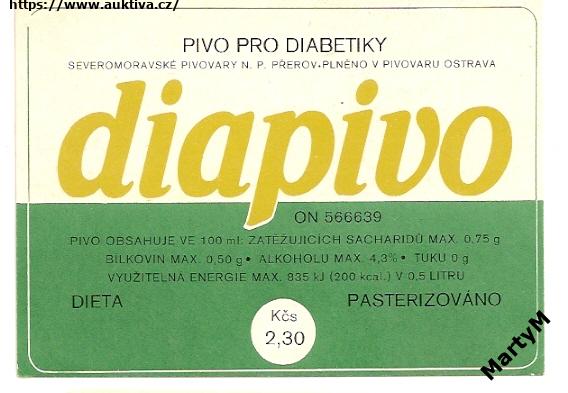 https://www.auktiva.cz/
PIVO PRO DIABETIKY
SEVEROMORAVSKÉ PIVOVARY N. P. PŘEROV•PLNĚNO V PIVOVARU OSTRAVA
diapivo
ON 566639
PIVO OBSAHUJE VE 100 ml: ZATĚŽUJICÍCH SACHARIDŮ MAX. 0,75 g
BÍLKOVIN MAX. 0,50 g • ALKOHOLU MAX. 4,3% • TUKU 0 g
VYUŽITELNÁ ENERGIE MAX. 835 kJ (200 kcal.) V 0,5 LITRU
DIETA
PASTERIZOVÁNO
Kčs
2,30
MartyM